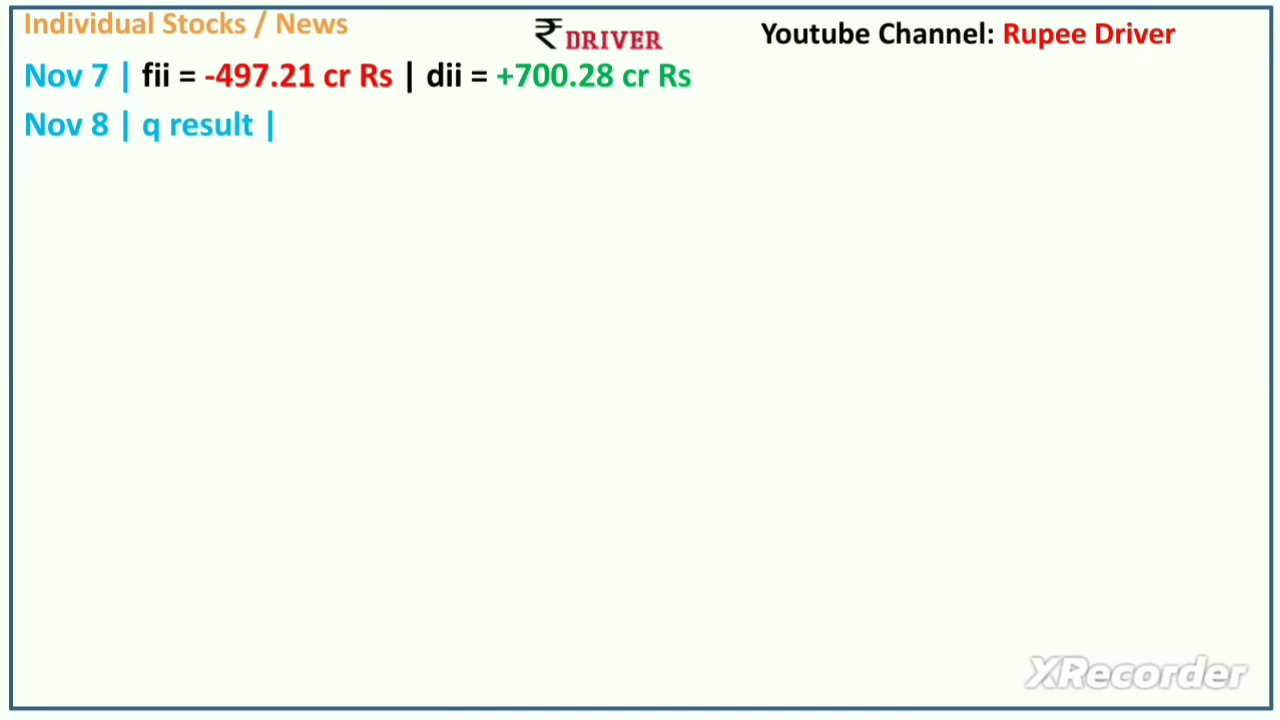 Individual Stocks / News
₹ DRIVER
Youtube Channel: Rupee Driver
Nov 7 | fii = -497.21 cr Rs | dii = +700.28 cr Rs
Nov 8 | q result |
XRecorder